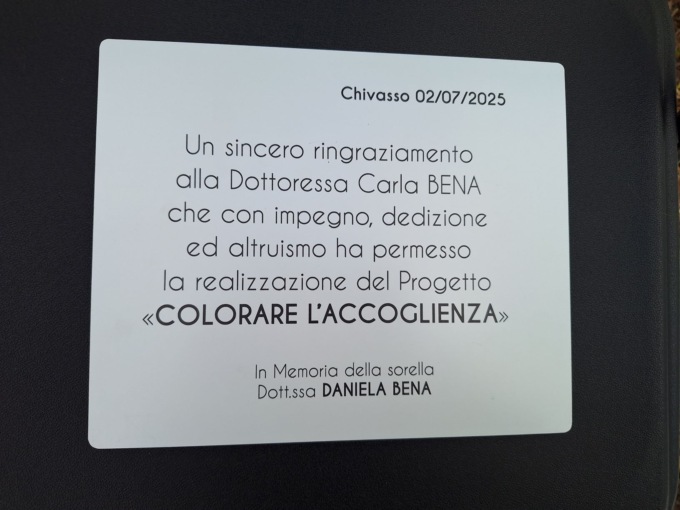 Chivasso 02/07/2025
Un sincero ringraziamento
alla Dottoressa Carla BENA
che con impegno, dedizione
ed altruismo ha permesso
la realizzazione del Progetto
«COLORARE L'ACCOGLIENZA»
In Memoria della sorella
Dott.ssa DANIELA BENA